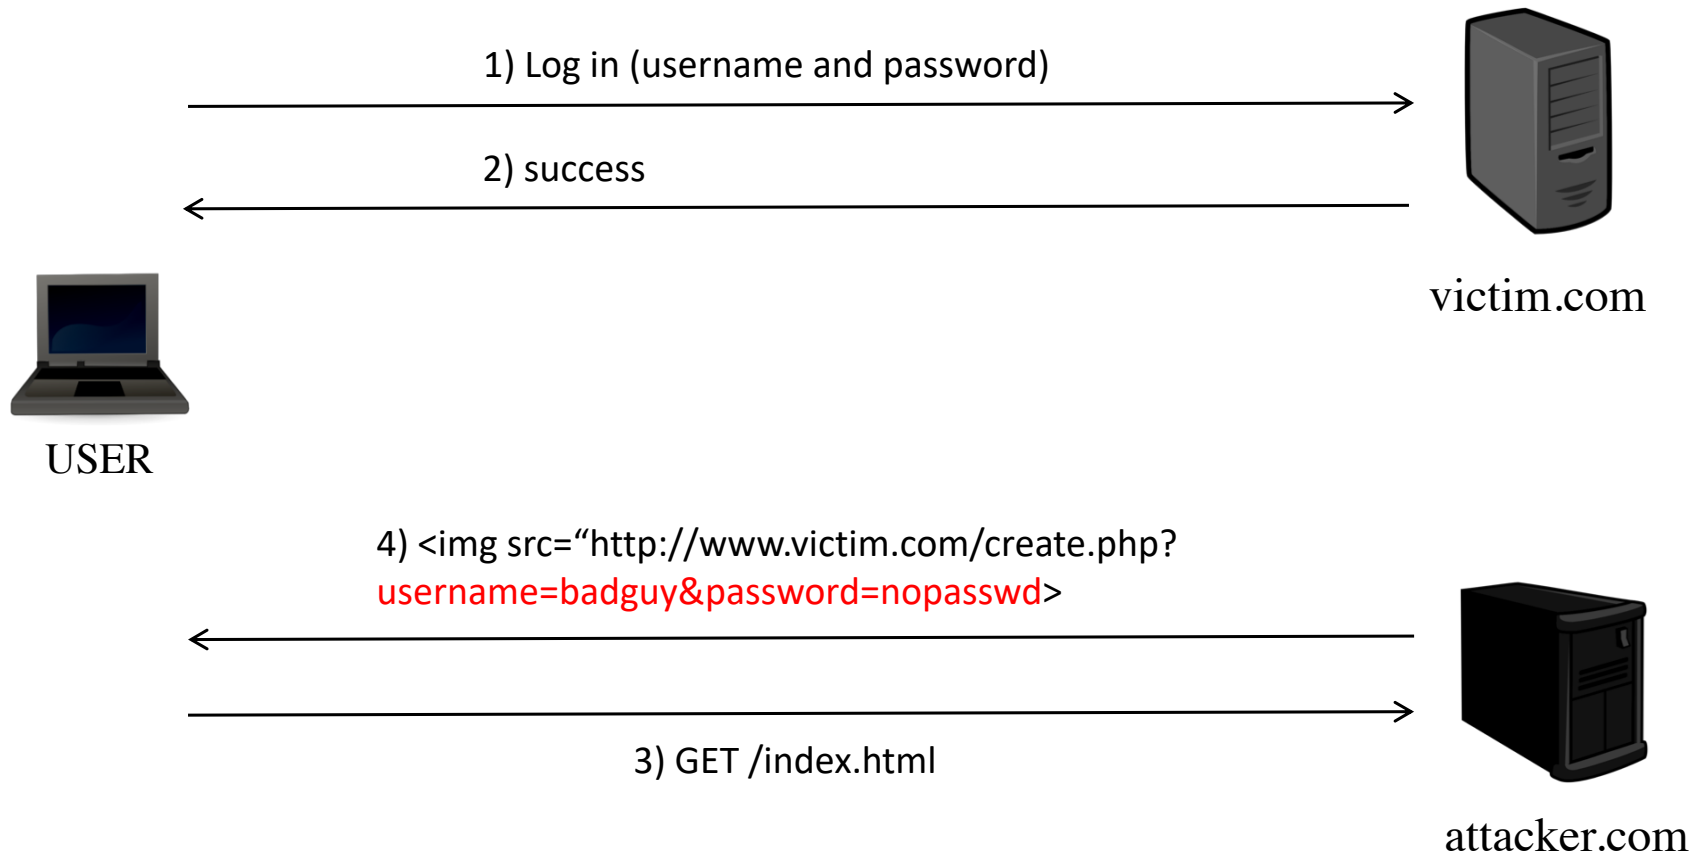 1) Log in (username and password)
2) success
victim.com
USER
4) <img src=“http://www.victim.com/create.php?
username=badguy&password=nopasswd>
3) GET /index.html
attacker.com